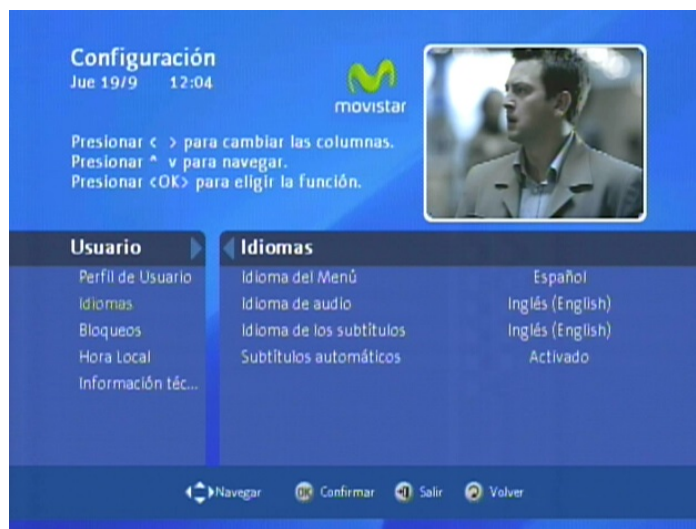 Configuración
Jue 19/9 12:04
movistar
Presionar < > para cambiar las columnas.
Presionar ^ v para navegar.
Presionar <OK> para eligir la función.
Usuario
Idiomas
Perfil de Usuario
Idioma del Menú Español
Idiomas
Idioma de audio Inglés (English)
Bloqueos
Idioma de los subtítulos Inglés (English)
Hora Local
Subtítulos automáticos Activado
Información téc...
Navegar OK Confirmar Salir Volver